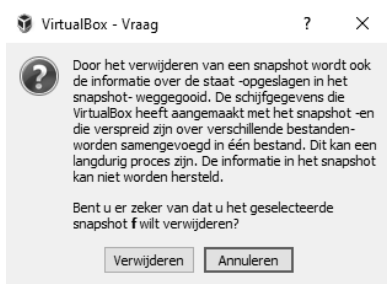 VirtualBox - Vraag
?
Door het verwijderen van een snapshot wordt ook
de informatie over de staat -opgeslagen in het
snapshot- weggegooid. De schijfgegevens die
VirtualBox heeft aangemaakt met het snapshot -en
die verspreid zijn over verschillende bestanden-
worden samengevoegd in één bestand. Dit kan een
langdurig proces zijn. De informatie in het snapshot
kan niet worden hersteld.
Bent u er zeker van dat u het geselecteerde
snapshot f wilt verwijderen?
Verwijderen
Annuleren